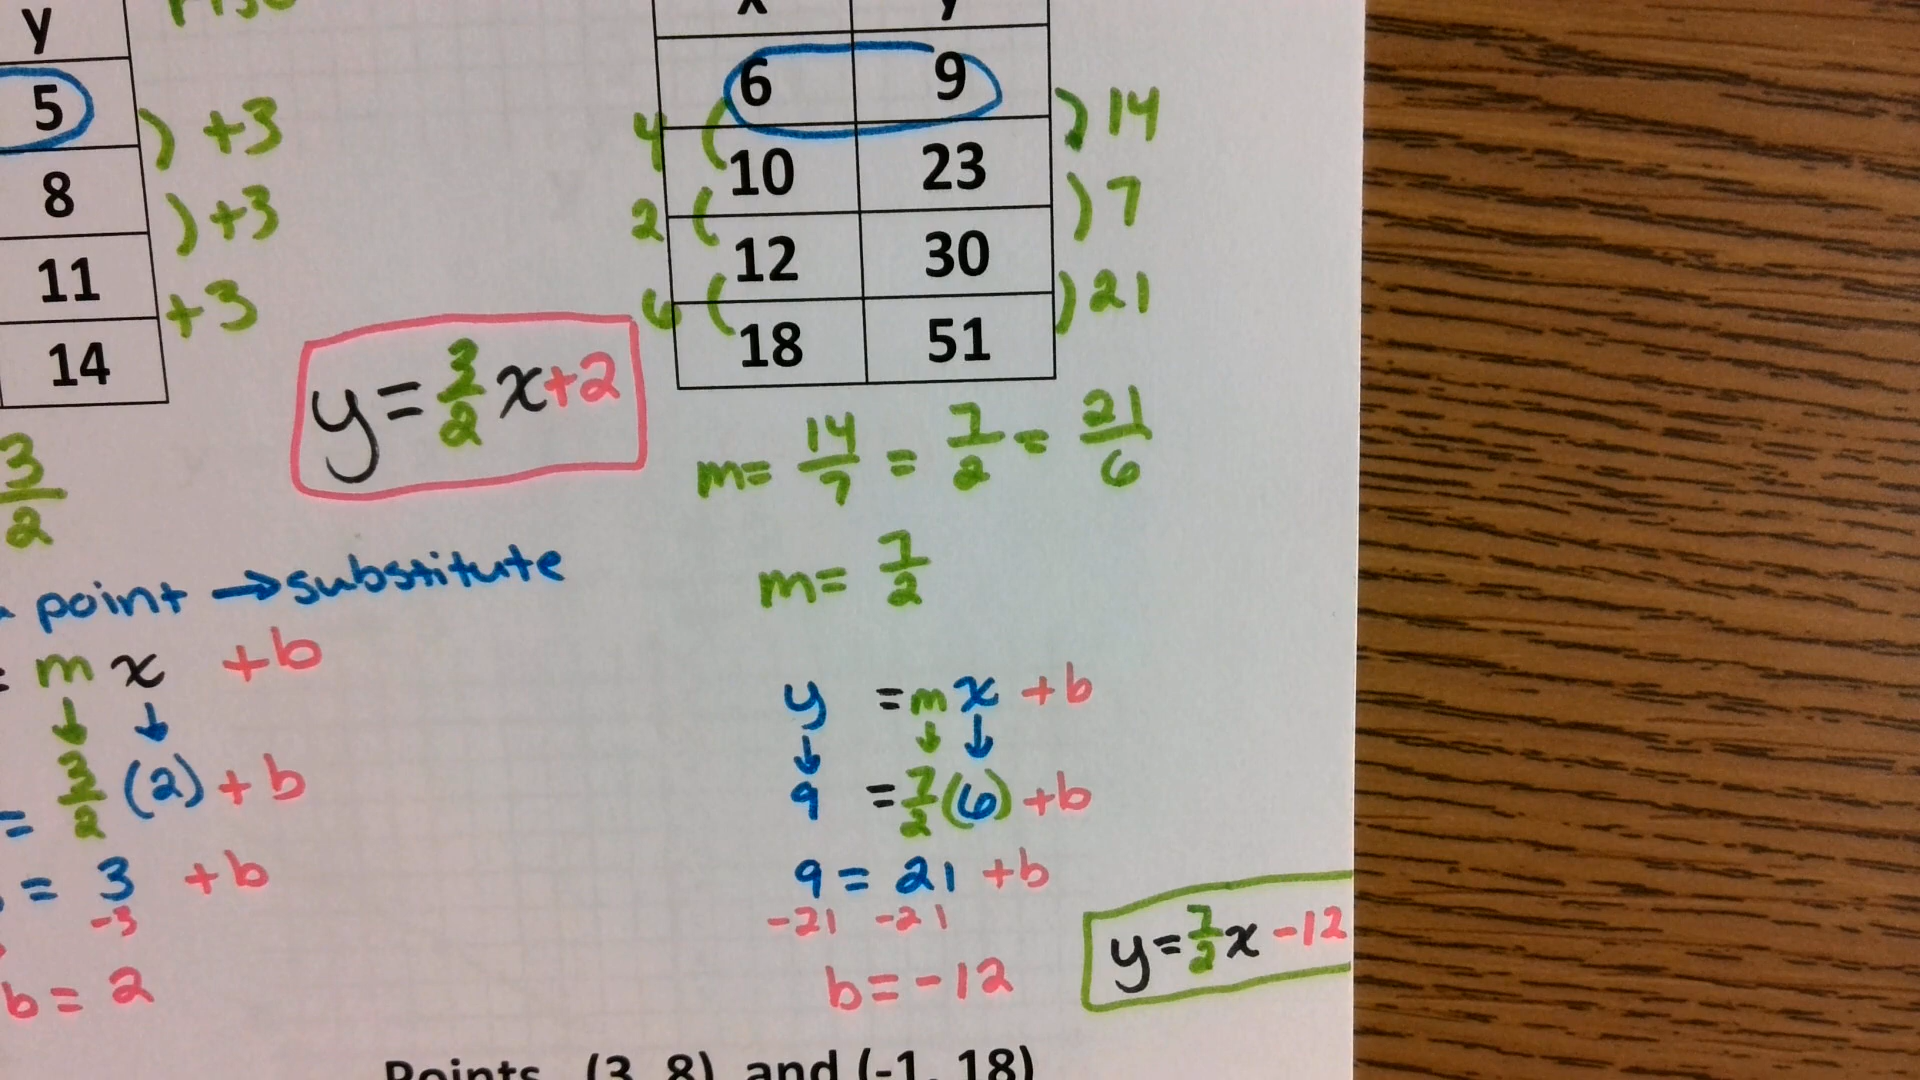 y
5
8
11
14
+3
+3
+3
3/2
y = 3/2 x + 2
point → substitute
= m x + b
= 3/2 (2) + b
= 3 + b
-3
b = 2
x y
6 9
10 23
12 30
18 51
4 14
2 7
6 21
m = 14/7 = 7/2 = 21/6
m = 7/2
y = mx + b
9 = 7/2 (6) + b
9 = 21 + b
-21 -21
b = -12
y = 7/2 x - 12
Points (3, 8) and (-1, 18)